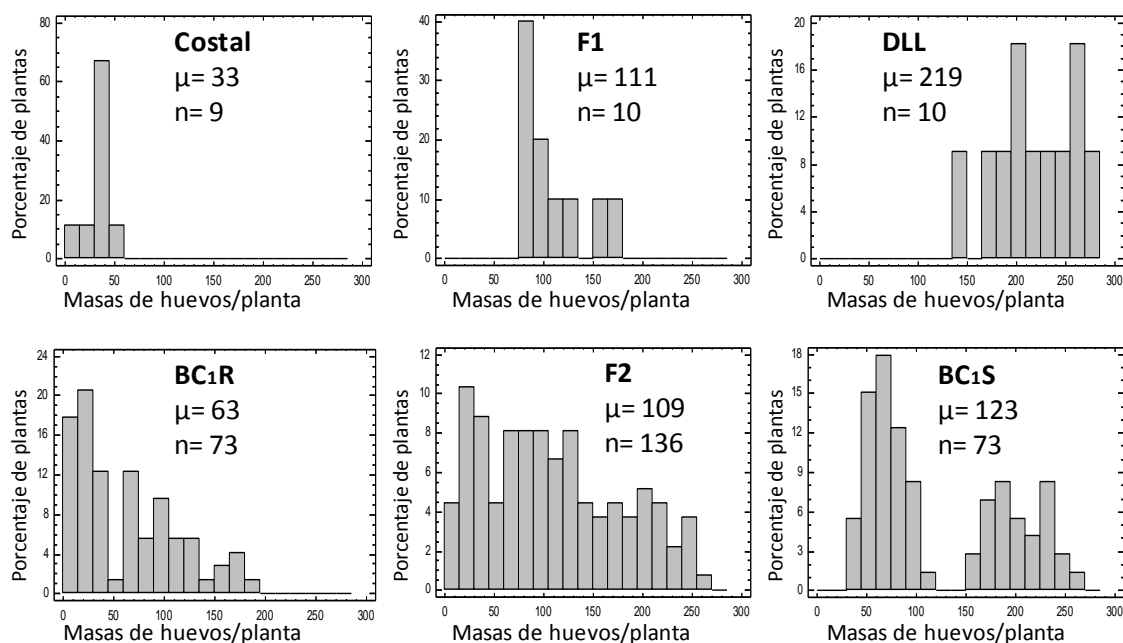 Costal
μ= 33
n= 9
Porcentaje de plantas
80
60
40
20
0
0 50 100 150 200 250 300
Masas de huevos/planta
F1
μ= 111
n= 10
Porcentaje de plantas
40
30
20
10
0
0 50 100 150 200 250 300
Masas de huevos/planta
DLL
μ= 219
n= 10
Porcentaje de plantas
20
16
12
8
4
0
0 50 100 150 200 250 300
Masas de huevos/planta
BC1R
μ= 63
n= 73
Porcentaje de plantas
24
20
16
12
8
4
0
0 50 100 150 200 250 300
Masas de huevos/planta
F2
μ= 109
n= 136
Porcentaje de plantas
12
10
8
6
4
2
0
0 50 100 150 200 250 300
Masas de huevos/planta
BC1S
μ= 123
n= 73
Porcentaje de plantas
18
15
12
9
6
3
0
0 50 100 150 200 250 300
Masas de huevos/planta